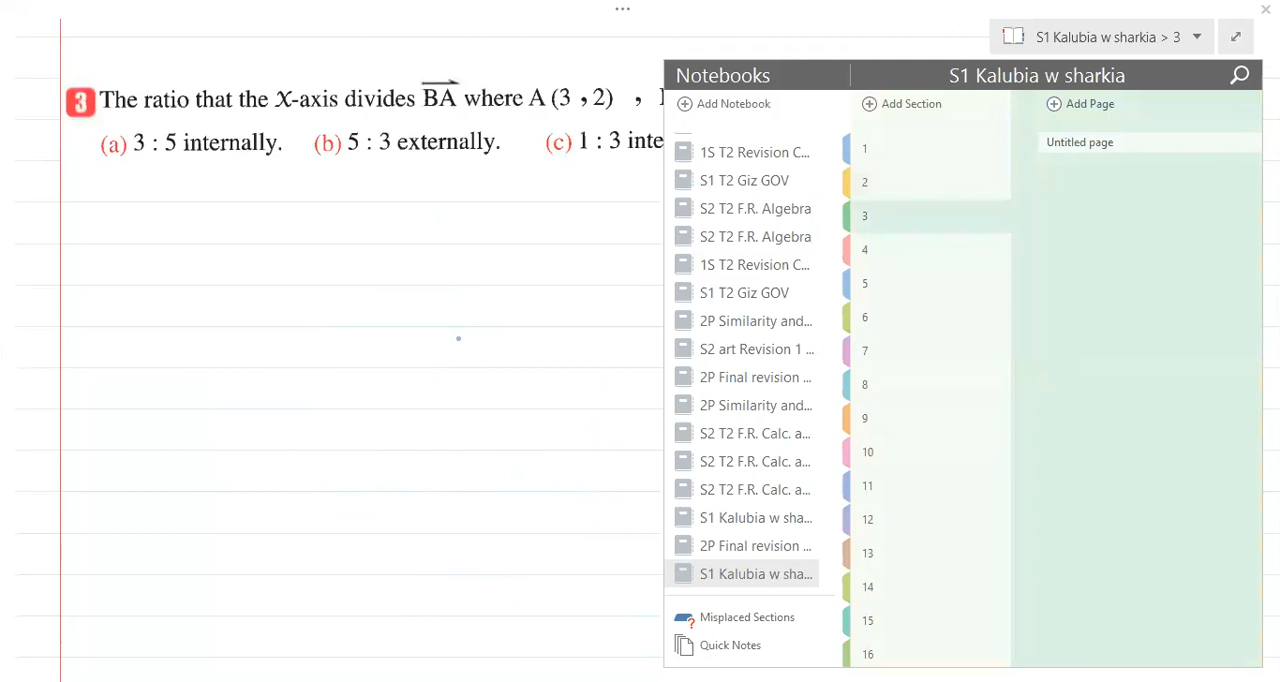 ...
S1 Kalubia w sharkia > 3
3 The ratio that the X-axis divides BA where A (3 , 2) ,
(a) 3 : 5 internally. (b) 5 : 3 externally. (c) 1 : 3 inte
Notebooks
S1 Kalubia w sharkia
Add Notebook
Add Section
Add Page
1S T2 Revision C...
S1 T2 Giz GOV
S2 T2 F.R. Algebra
S2 T2 F.R. Algebra
1S T2 Revision C...
S1 T2 Giz GOV
2P Similarity and...
S2 art Revision 1 ...
2P Final revision ...
2P Similarity and...
S2 T2 F.R. Calc. a...
S2 T2 F.R. Calc. a...
S2 T2 F.R. Calc. a...
S1 Kalubia w sha...
2P Final revision ...
S1 Kalubia w sha...
Misplaced Sections
Quick Notes
1
2
3
4
5
6
7
8
9
10
11
12
13
14
15
16
Untitled page